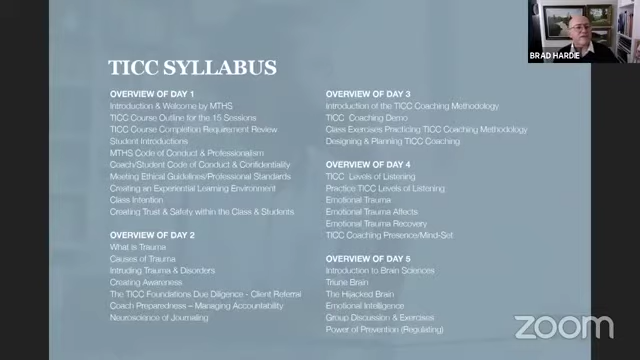 TICC SYLLABUS
OVERVIEW OF DAY 1
Introduction & Welcome by MTHS
TICC Course Outline for the 15 Sessions
TICC Course Completion Requirement Review
Student Introductions
MTHS Code of Conduct & Professionalism
Coach/Student Code of Conduct & Confidentiality
Meeting Ethical Guidelines/Professional Standards
Creating an Experiential Learning Environment
Class Intention
Creating Trust & Safety within the Class & Students
OVERVIEW OF DAY 2
What is Trauma
Causes of Trauma
Intruding Trauma & Disorders
Creating Awareness
The TICC Foundations Due Diligence - Client Referral
Coach Preparedness – Managing Accountability
Neuroscience of Journaling
OVERVIEW OF DAY 3
Introduction of the TICC Coaching Methodology
TICC Coaching Demo
Class Exercises Practicing TICC Coaching Methodology
Designing & Planning TICC Coaching
OVERVIEW OF DAY 4
TICC Levels of Listening
Practice TICC Levels of Listening
Emotional Trauma
Emotional Trauma Affects
Emotional Trauma Recovery
TICC Coaching Presence/Mind-Set
OVERVIEW OF DAY 5
Introduction to Brain Sciences
Triune Brain
The Hijacked Brain
Emotional Intelligence
Group Discussion & Exercises
Power of Prevention (Regulating)
BRAD HARDIE
zoom